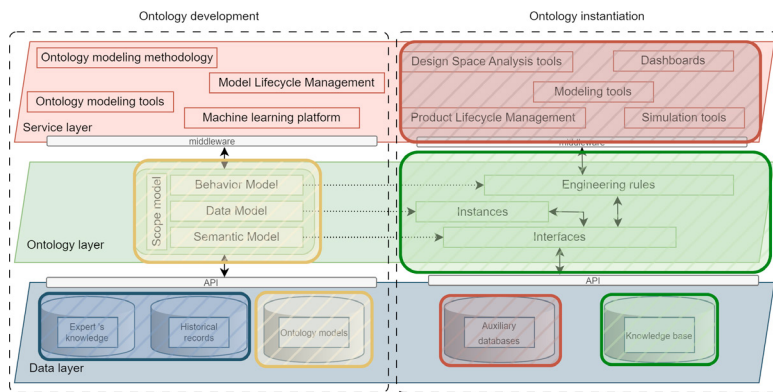 Ontology development
Ontology instantiation
Ontology modeling methodology
Model Lifecycle Management
Ontology modeling tools
Machine learning platform
Service layer
middleware
Design Space Analysis tools
Dashboards
Modeling tools
Product Lifecycle Management
Simulation tools
middleware
Scope model
Behavior Model
Data Model
Semantic Model
Ontology layer
Engineering rules
Instances
Interfaces
API
API
Expert 's
knowledge
Historical
records
Ontology models
Data layer
Auxiliary
databases
Knowledge base